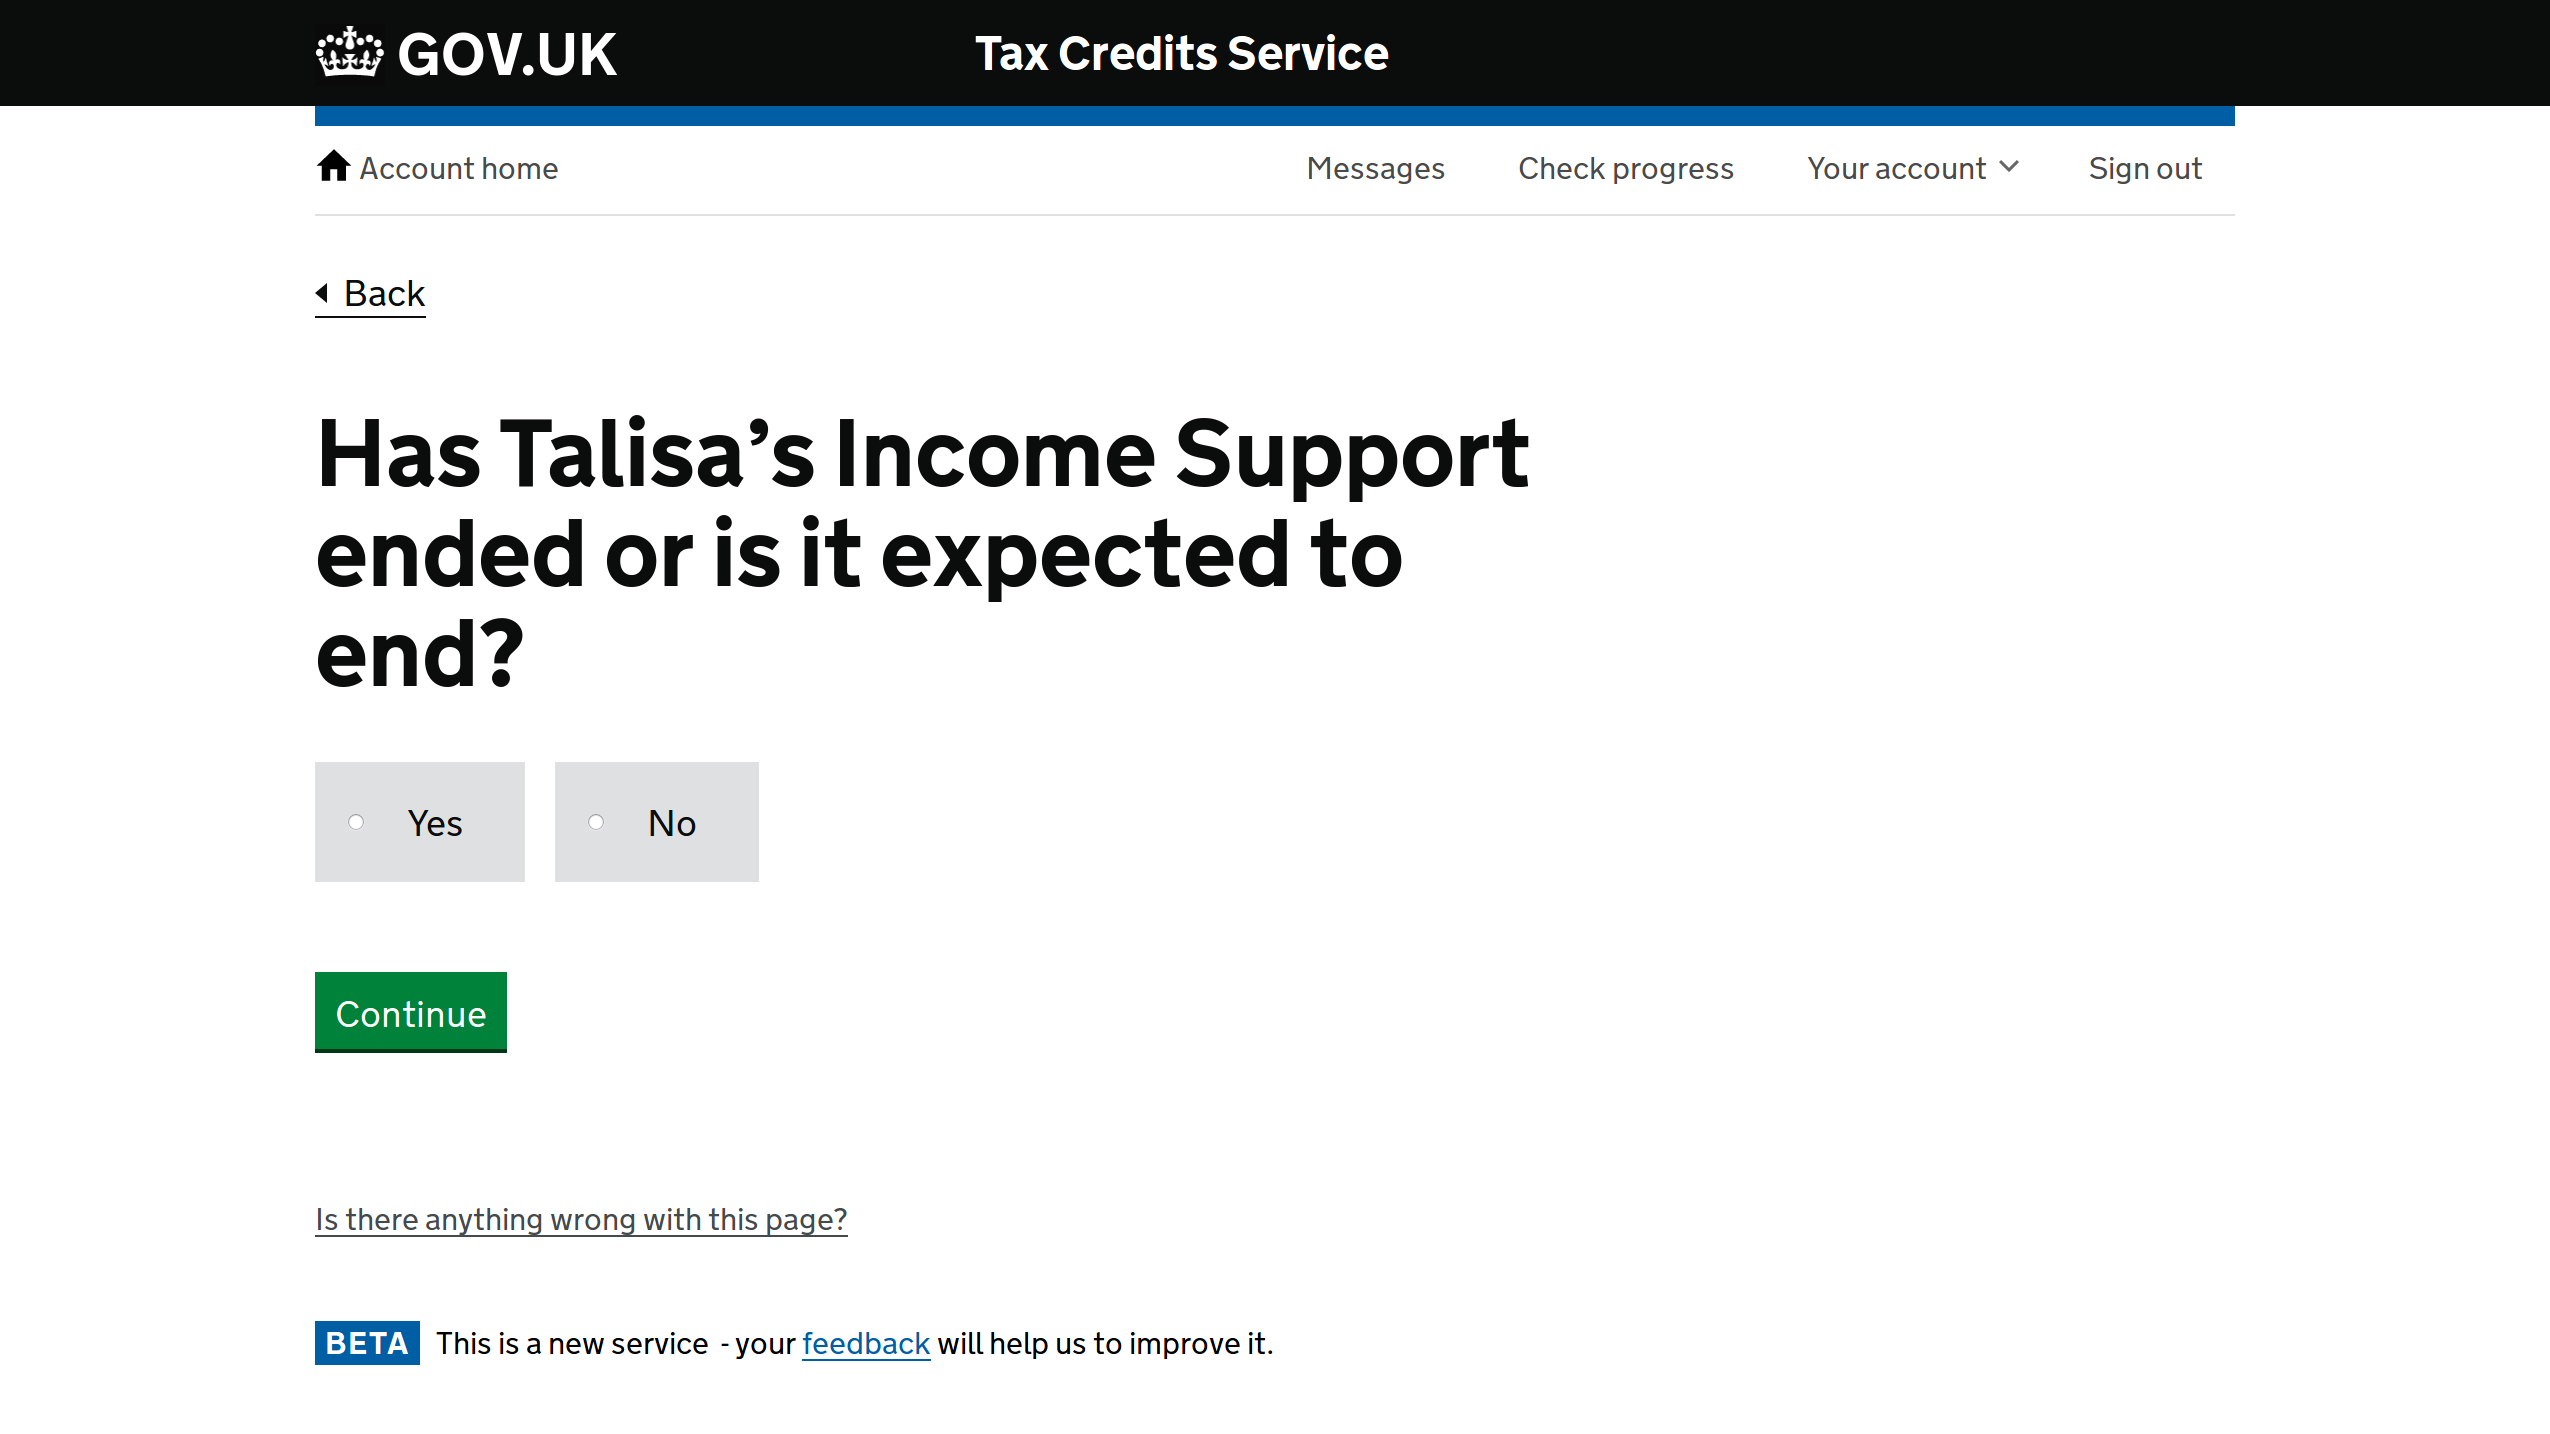 GOV.UK
Tax Credits Service
Account home
Messages
Check progress
Your account
Sign out
Back
Has Talisa’s Income Support
ended or is it expected to
end?
Yes
No
Continue
Is there anything wrong with this page?
BETA This is a new service - your feedback will help us to improve it.